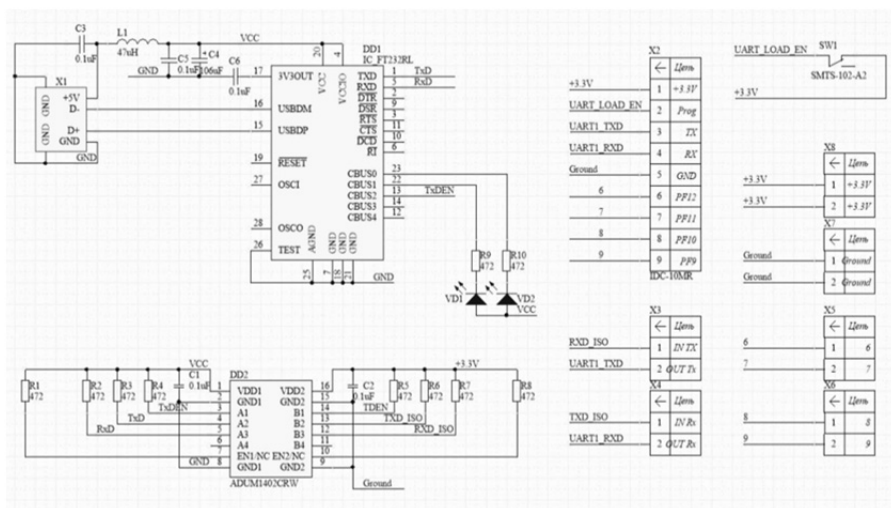 C3
0.1uF
L1
47uH
VCC
C5
0.1uF
C4
106uF
C6
0.1uF
GND
X1
GND
GND
+5V
D-
D+
GND
GND
DD1
IC_FT232RL
20
4
VCC
VCCIO
17 3V3OUT
16 USBDM
15 USBDP
19 RESET
27 OSCI
28 OSCO
26 TEST
TXD 1 TxD
RXD 5 RxD
DTR 2
DSR 9
RTS 3
CTS 11
DCD 10
RI 6
CBUS0 23
CBUS1 22
CBUS2 13 TxDEN
CBUS3 14
CBUS4 12
AGND
GND
GND
GND
25
7
18
21
GND
R9
472
R10
472
VD1
VD2
VCC
X2
Цепь
+3.3V 1 +3.3V
UART_LOAD_EN 2 Prog
UART1_TXD 3 TX
UART1_RXD 4 RX
Ground 5 GND
6 6 PF12
7 7 PF11
8 8 PF10
9 9 PF9
IDC-10MR
UART_LOAD_EN
SW1
SMTS-102-A2
+3.3V
X8
Цепь
+3.3V 1 +3.3V
+3.3V 2 +3.3V
X7
Цепь
Ground 1 Ground
Ground 2 Ground
X3
Цепь
RXD_ISO 1 IN TX
UART1_TXD 2 OUT Tx
X4
Цепь
TXD_ISO 1 IN Rx
UART1_RXD 2 OUT Rx
X5
Цепь
6 1 6
7 2 7
X6
Цепь
8 1 8
9 2 9
R1
472
R2
472
R3
472
R4
472
VCC
C1
0.1uF
DD2
1 VDD1
2 GND1
TxDEN 3 A1
TxD 4 A2
RxD 5 A3
6 A4
7 EN1/NC
GND 8 GND1
VDD2 16
GND2 15
B1 14 TDEN
B2 13 TXD_ISO
B3 12 RXD_ISO
B4 11
EN2/NC 10
GND2 9
ADUM1402CRW
C2
0.1uF
R5
472
R6
472
+3.3V
R7
472
R8
472
Ground